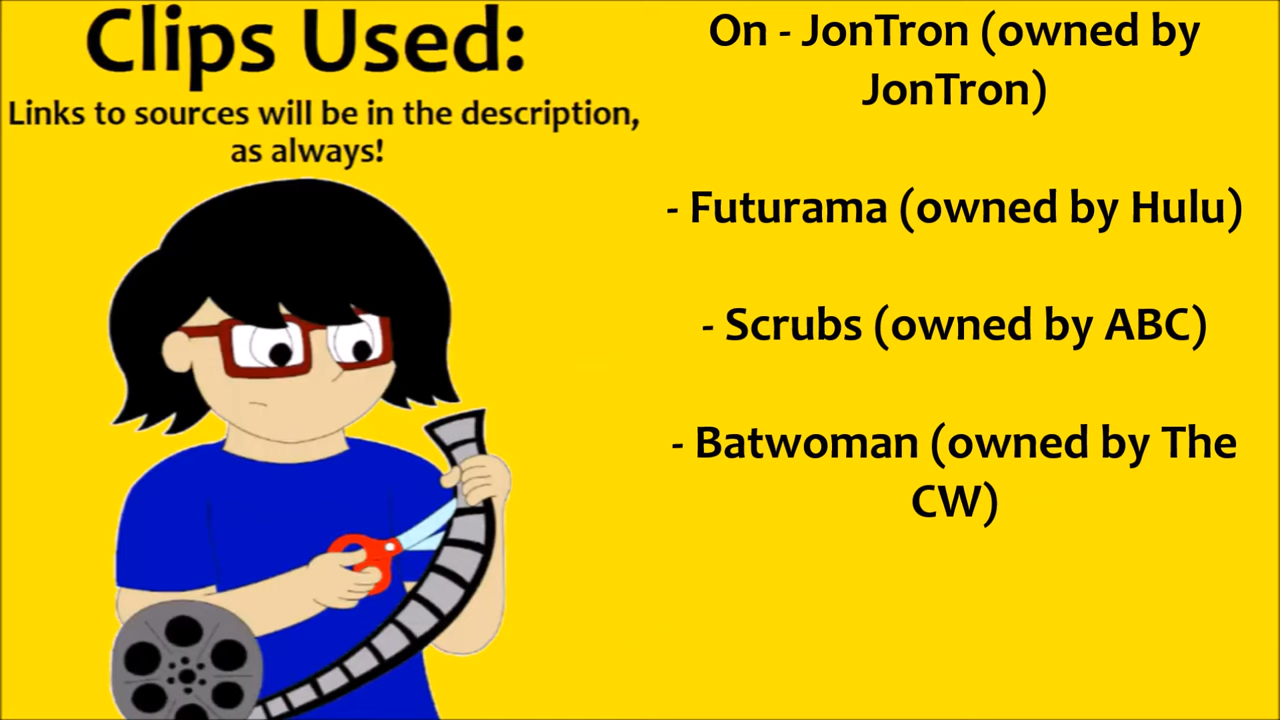 Clips Used:
Links to sources will be in the description,
as always!
On - JonTron (owned by
JonTron)
- Futurama (owned by Hulu)
- Scrubs (owned by ABC)
- Batwoman (owned by The
CW)